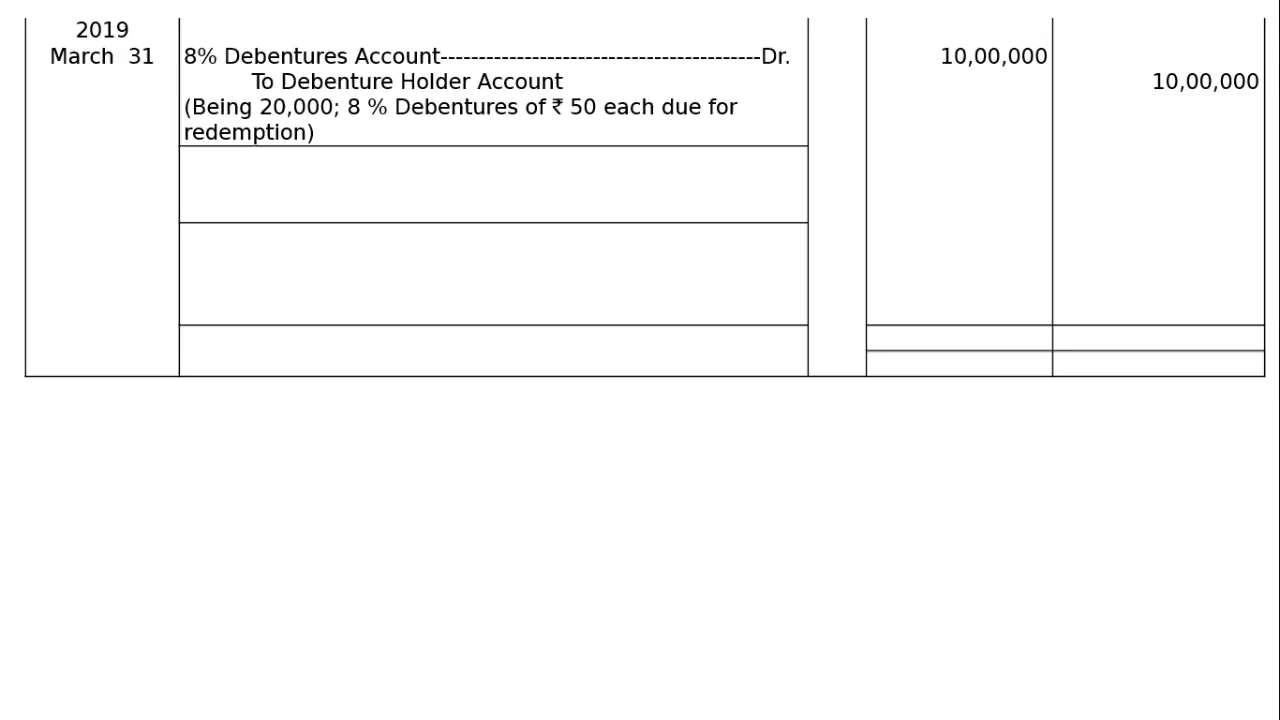 2019
March 31 8% Debentures Account------------------------------------------Dr. 10,00,000
To Debenture Holder Account 10,00,000
(Being 20,000; 8 % Debentures of ₹ 50 each due for
redemption)